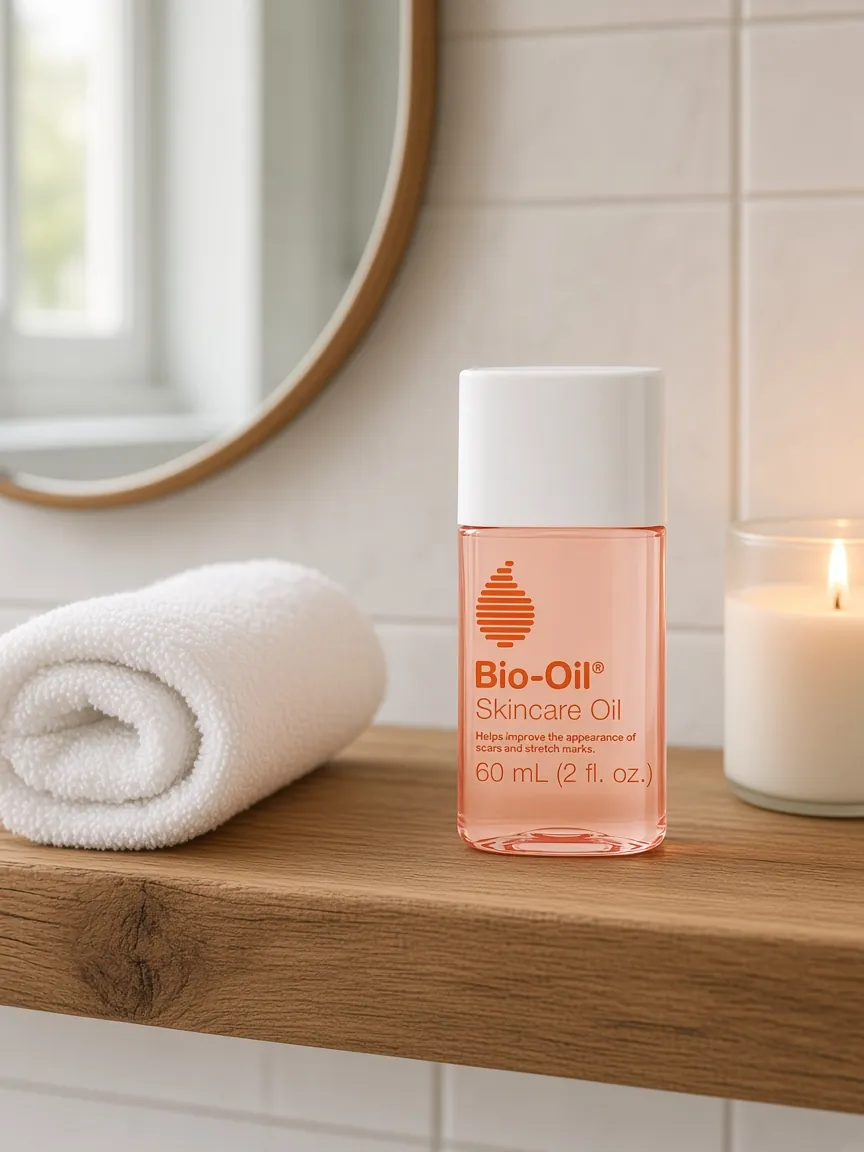 Bio-Oil®
Skincare Oil
Helps improve the appearance of
scars and stretch marks.
60 mL (2 fl. oz.)